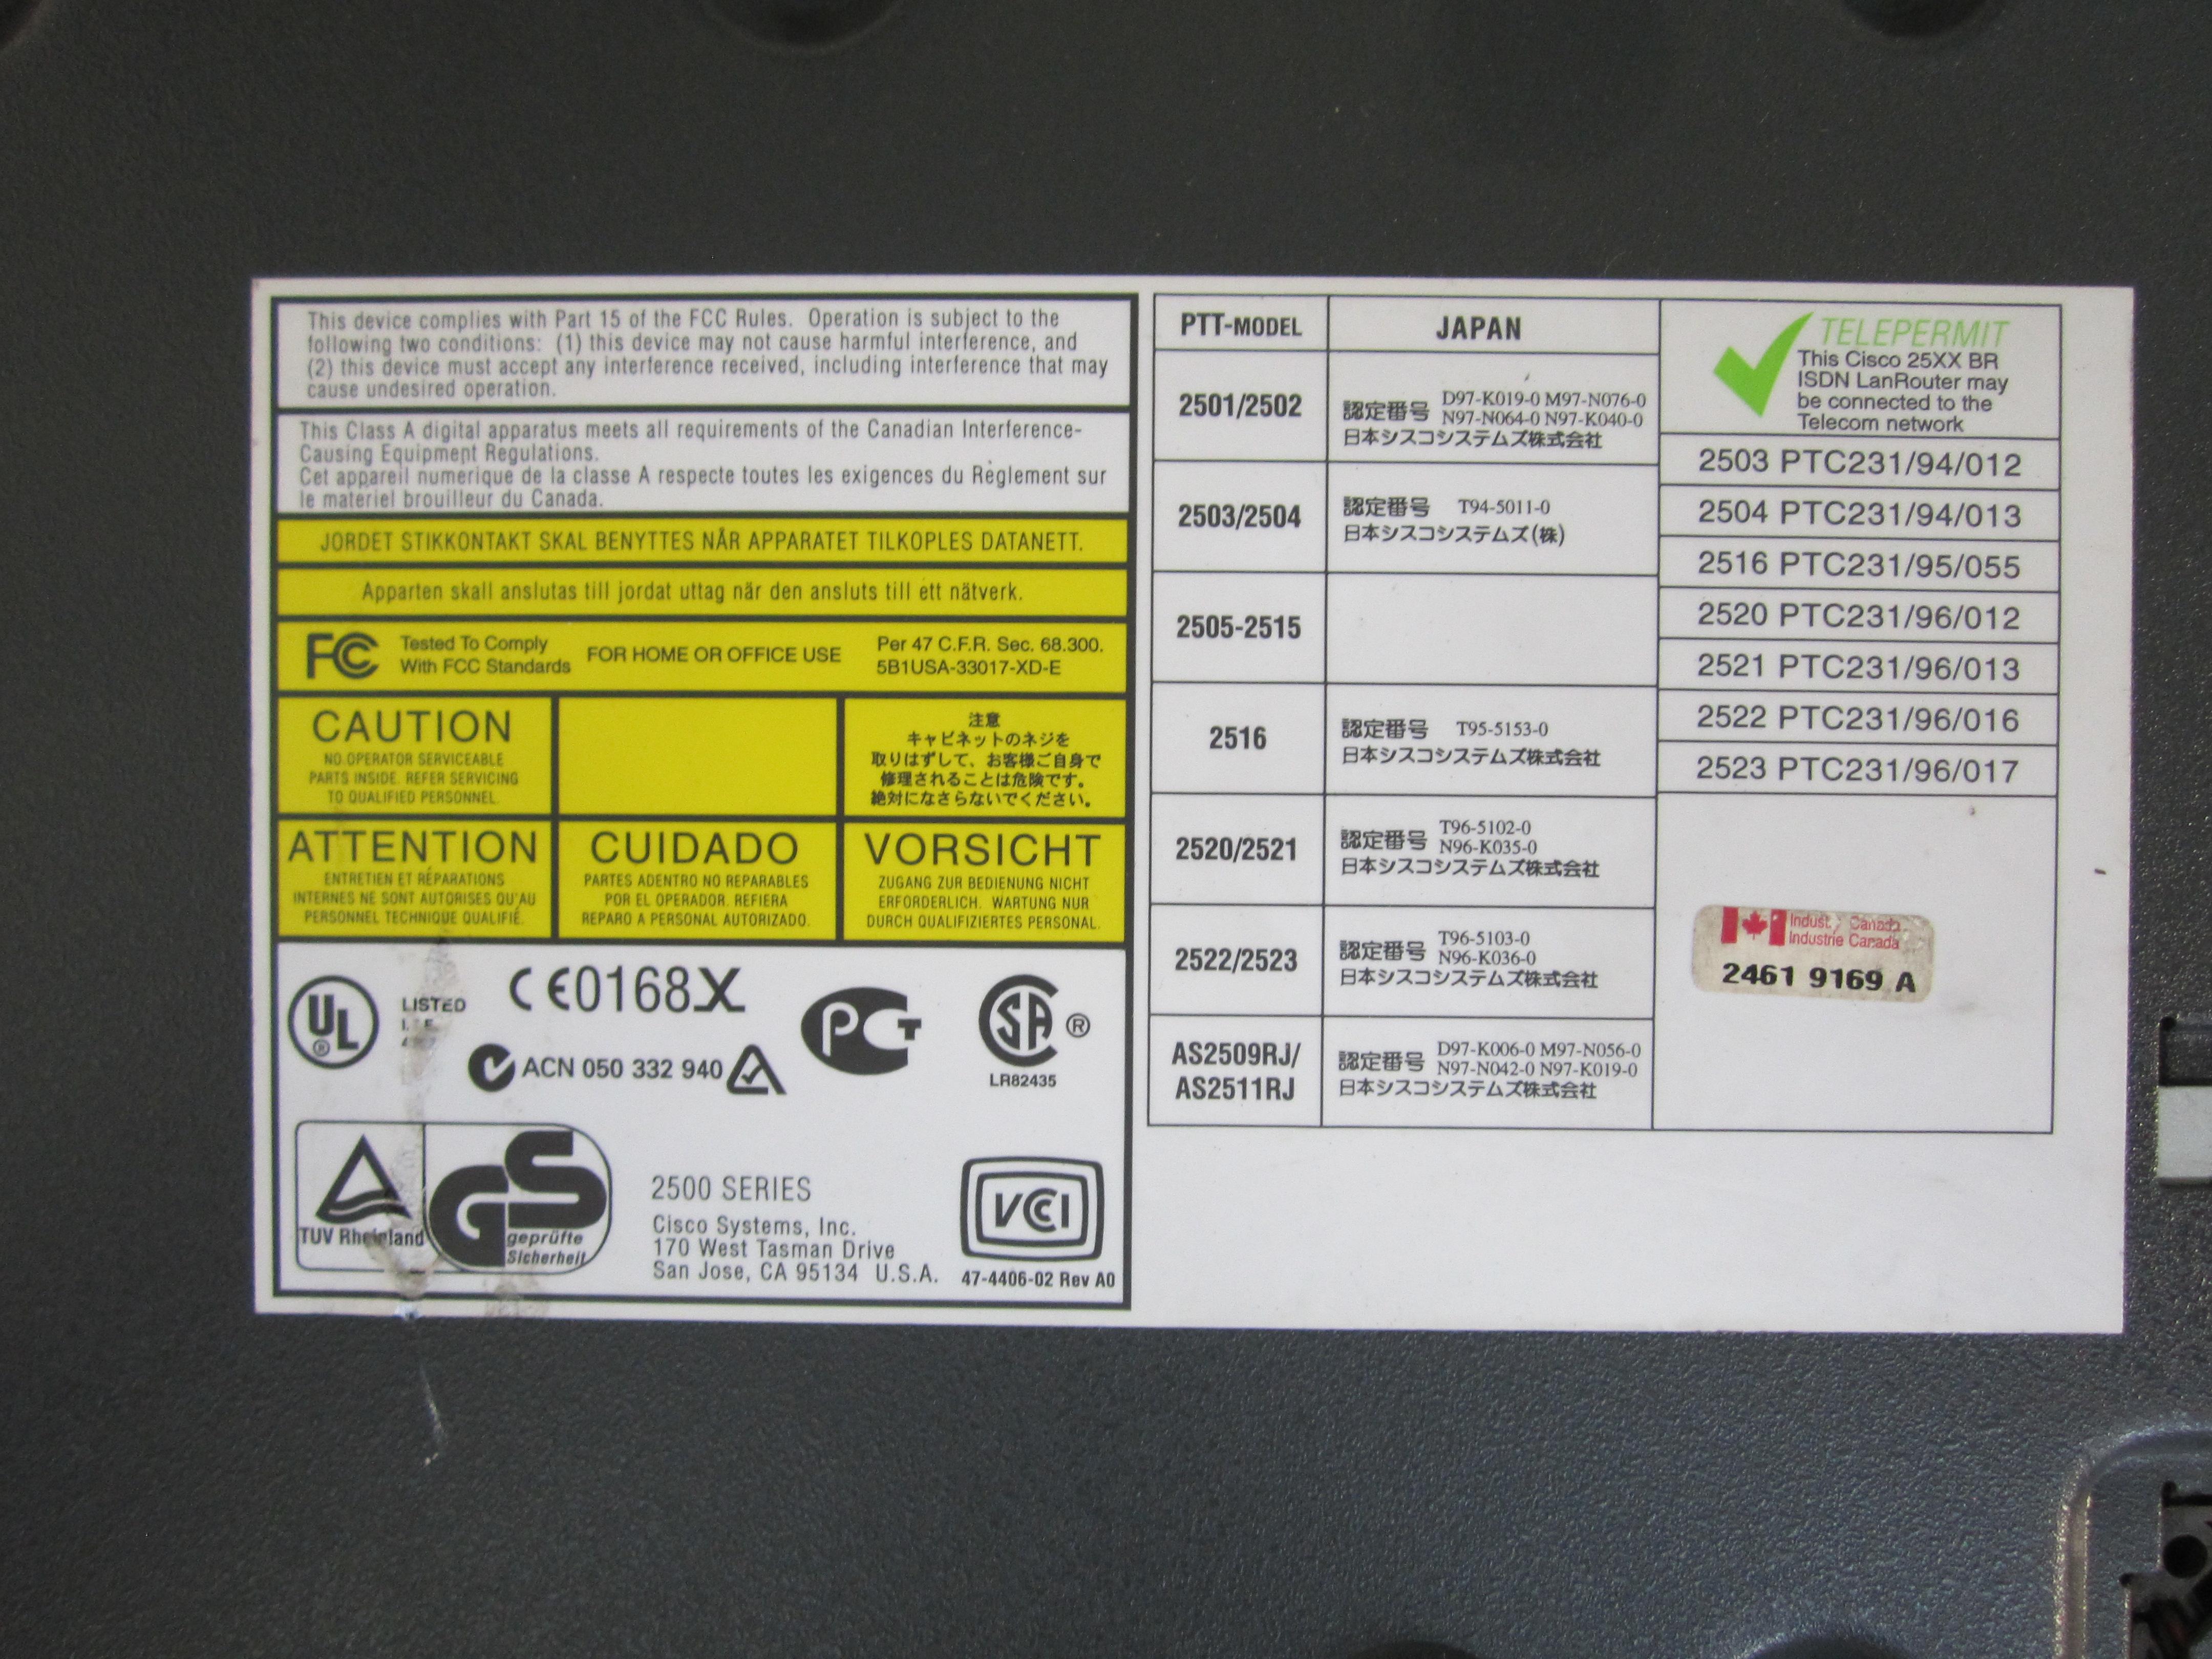 This device complies with Part 15 of the FCC Rules. Operation is subject to the
following two conditions: (1) this device may not cause harmful interference, and
(2) this device must accept any interference received, including interference that may
cause undesired operation.
This Class A digital apparatus meets all requirements of the Canadian Interference-
Causing Equipment Regulations.
Cet appareil numerique de la classe A respecte toutes les exigences du Règlement sur
le materiel brouilleur du Canada.
JORDET STIKKONTAKT SKAL BENYTTES NÅR APPARATET TILKOPLES DATANETT.
Apparten skall anslutas till jordat uttag när den ansluts till ett nätverk.
FC Tested To Comply
With FCC Standards
FOR HOME OR OFFICE USE
Per 47 C.F.R. Sec. 68.300.
5B1USA-33017-XD-E
CAUTION
NO OPERATOR SERVICEABLE
PARTS INSIDE. REFER SERVICING
TO QUALIFIED PERSONNEL.
注意
キャビネットのネジを
取りはずして、お客様ご自身で
修理されることは危険です。
絶対になさらないでください。
ATTENTION
ENTRETIEN ET RÉPARATIONS
INTERNES NE SONT AUTORISES QU'AU
PERSONNEL TECHNIQUE QUALIFIÉ.
CUIDADO
PARTES ADENTRO NO REPARABLES
POR EL OPERADOR. REFIERA
REPARO A PERSONAL AUTORIZADO.
VORSICHT
ZUGANG ZUR BEDIENUNG NICHT
ERFORDERLICH. WARTUNG NUR
DURCH QUALIFIZIERTES PERSONAL.
UL ®
LISTED
CE0168X
ACN 050 332 940
PCT
SA ®
LR82435
TUV Rheinland
GS
geprüfte
Sicherheit
2500 SERIES
Cisco Systems, Inc.
170 West Tasman Drive
San Jose, CA 95134 U.S.A.
VCCI
47-4406-02 Rev A0
PTT-MODEL
JAPAN
2501/2502
認定番号 D97-K019-0 M97-N076-0
N97-N064-0 N97-K040-0
日本シスコシステムズ株式会社
2503/2504
認定番号 T94-5011-0
日本シスコシステムズ(株)
2505-2515
2516
認定番号 T95-5153-0
日本シスコシステムズ株式会社
2520/2521
認定番号 T96-5102-0
N96-K035-0
日本シスコシステムズ株式会社
2522/2523
認定番号 T96-5103-0
N96-K036-0
日本シスコシステムズ株式会社
AS2509RJ/
AS2511RJ
認定番号 D97-K006-0 M97-N056-0
N97-N042-0 N97-K019-0
日本シスコシステムズ株式会社
TELEPERMIT
This Cisco 25XX BR
ISDN LanRouter may
be connected to the
Telecom network
2503 PTC231/94/012
2504 PTC231/94/013
2516 PTC231/95/055
2520 PTC231/96/012
2521 PTC231/96/013
2522 PTC231/96/016
2523 PTC231/96/017
Canada
Industrie Canada
2461 9169 A